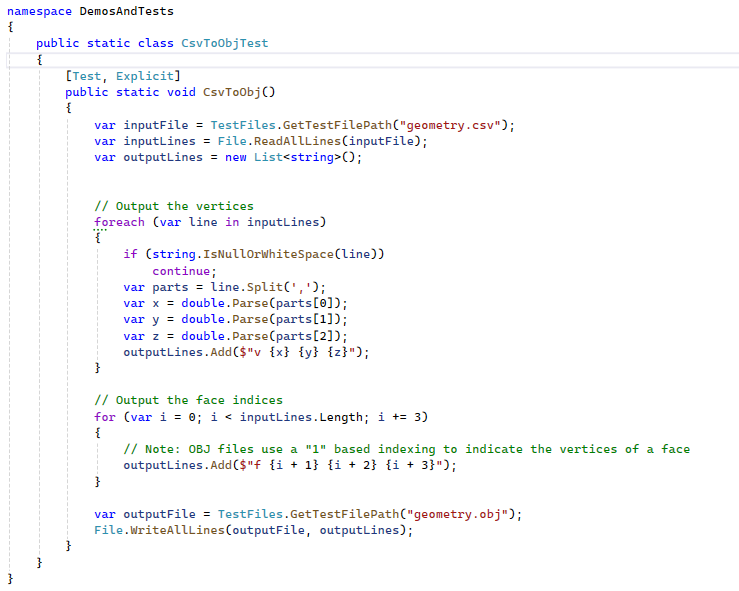 namespace DemosAndTests
{
    public static class CsvToObjTest
    {
        [Test, Explicit]
        public static void CsvToObj()
        {
            var inputFile = TestFiles.GetTestFilePath("geometry.csv");
            var inputLines = File.ReadAllLines(inputFile);
            var outputLines = new List<string>();

            // Output the vertices
            foreach (var line in inputLines)
            {
                if (string.IsNullOrWhiteSpace(line))
                    continue;
                var parts = line.Split(',');
                var x = double.Parse(parts[0]);
                var y = double.Parse(parts[1]);
                var z = double.Parse(parts[2]);
                outputLines.Add($"v {x} {y} {z}");
            }

            // Output the face indices
            for (var i = 0; i < inputLines.Length; i += 3)
            {
                // Note: OBJ files use a "1" based indexing to indicate the vertices of a face
                outputLines.Add($"f {i + 1} {i + 2} {i + 3}");
            }

            var outputFile = TestFiles.GetTestFilePath("geometry.obj");
            File.WriteAllLines(outputFile, outputLines);
        }
    }
}